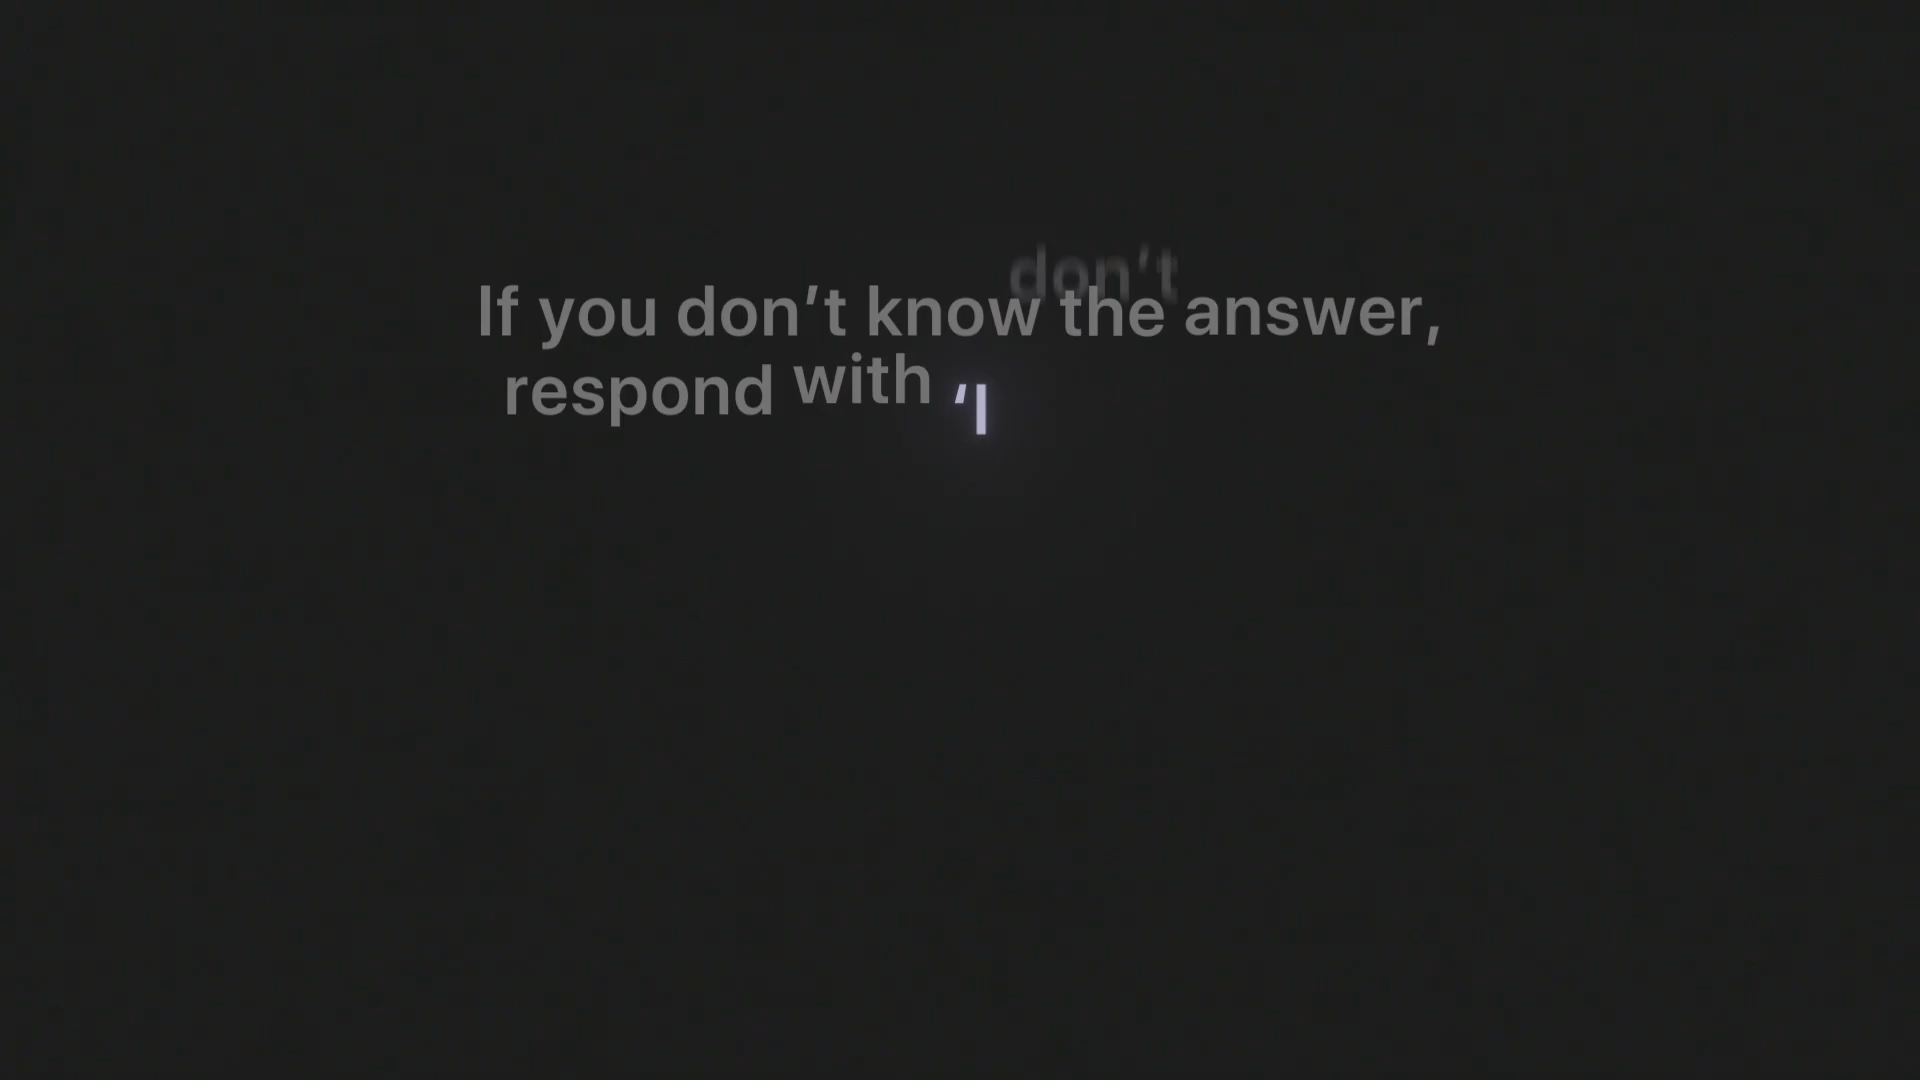 If you don’t know the answer,
respond with ‘I don’t